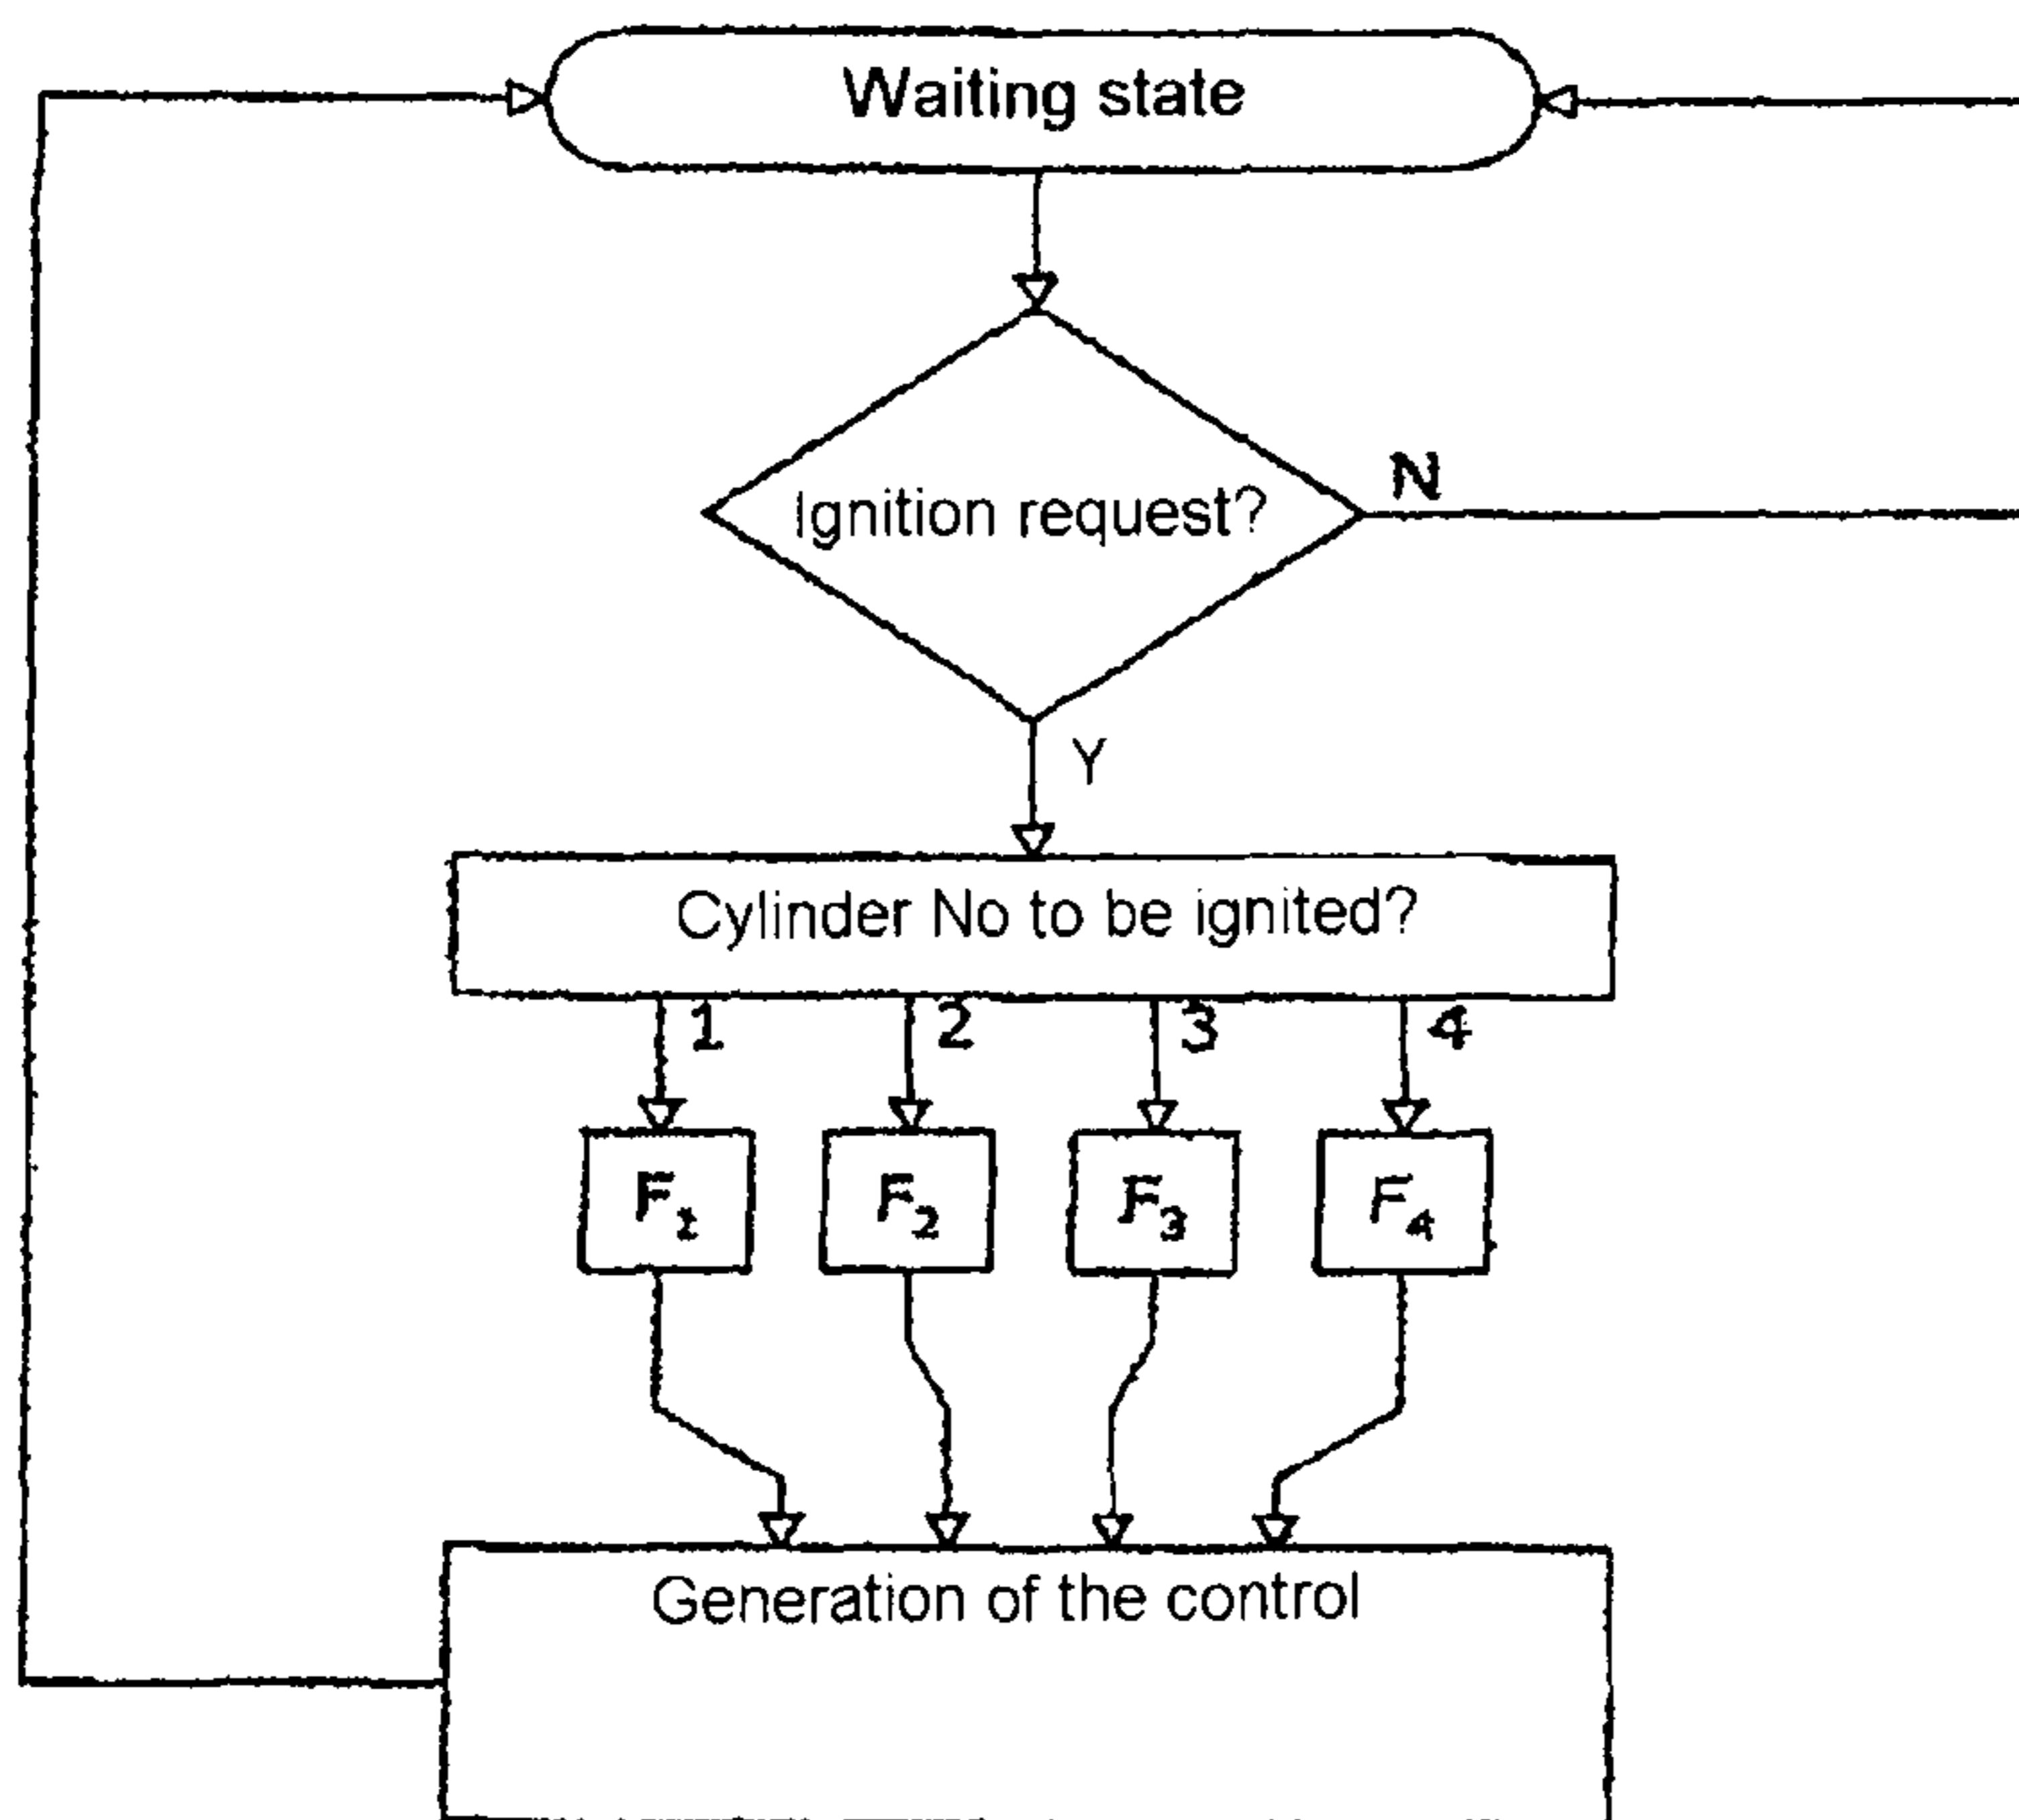 Waiting state
Ignition request?
N
Y
Cylinder No to be ignited?
1 2 3 4
F1 F2 F3 F4
Generation of the control